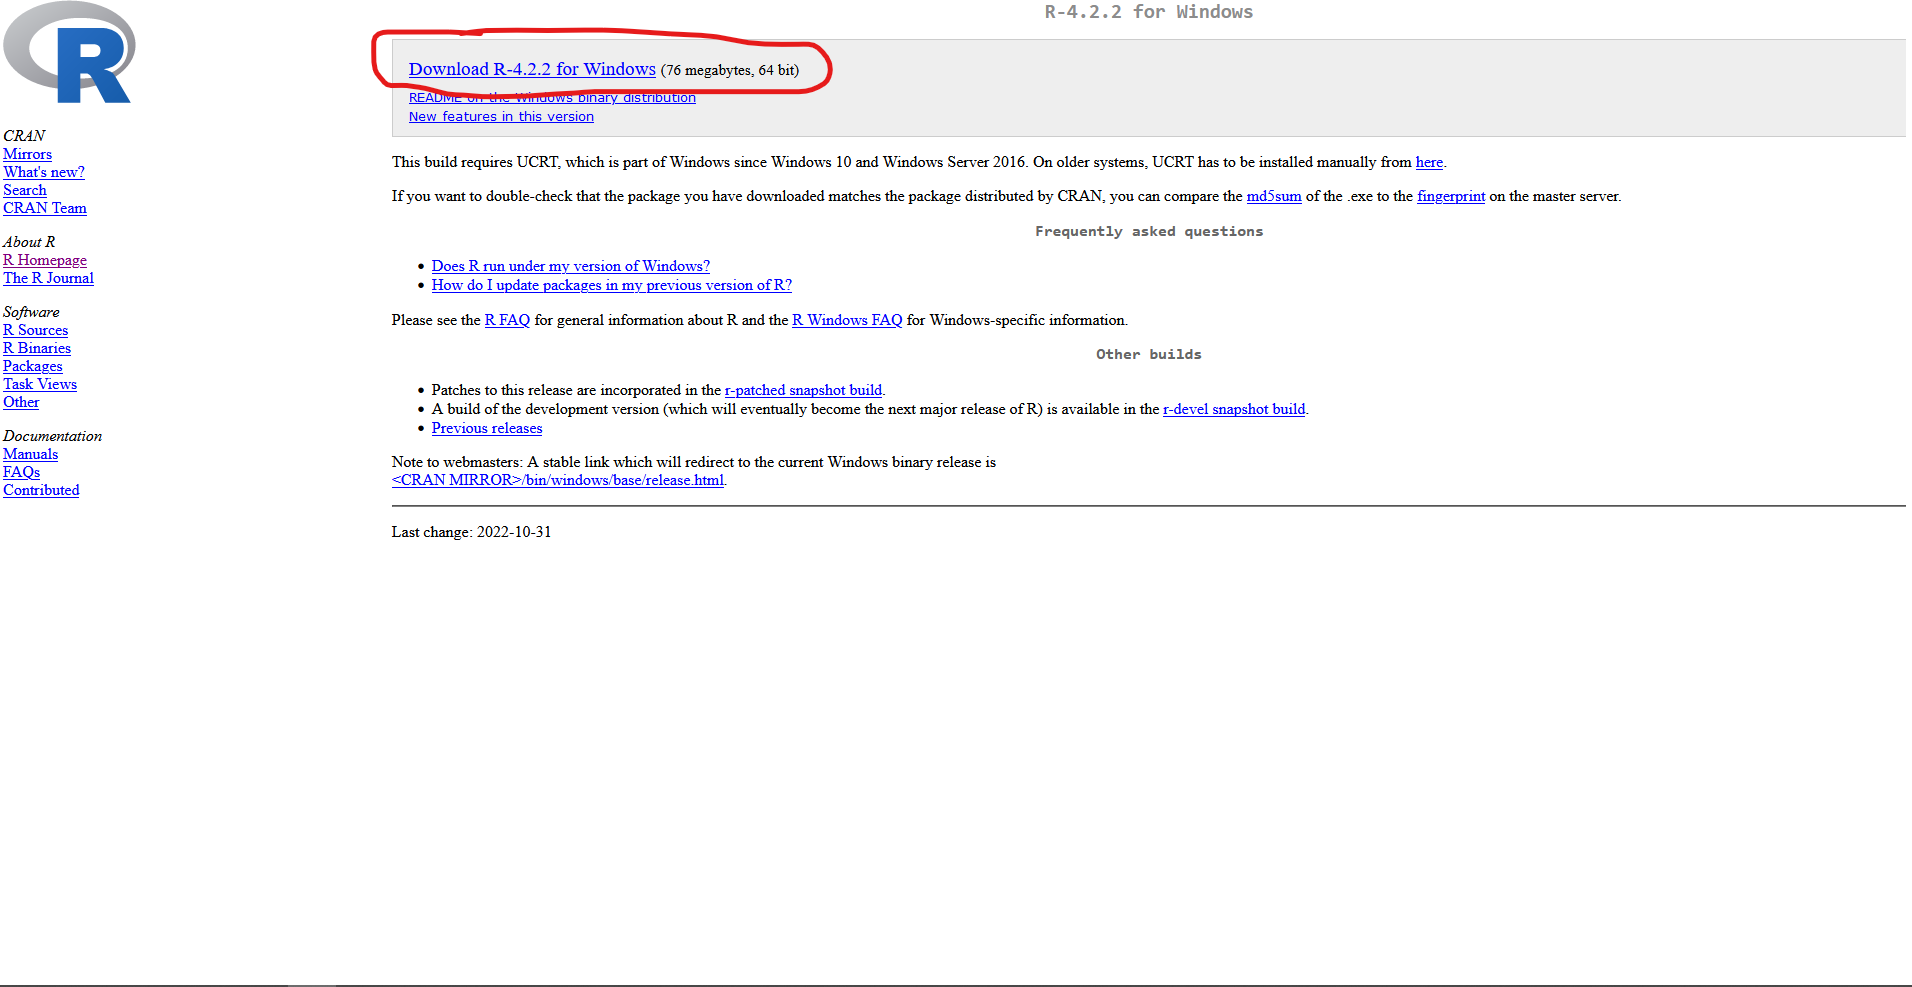 R
CRAN
Mirrors
What's new?
Search
CRAN Team
About R
R Homepage
The R Journal
Software
R Sources
R Binaries
Packages
Task Views
Other
Documentation
Manuals
FAQs
Contributed
R-4.2.2 for Windows
Download R-4.2.2 for Windows (76 megabytes, 64 bit)
README on the Windows binary distribution
New features in this version
This build requires UCRT, which is part of Windows since Windows 10 and Windows Server 2016. On older systems, UCRT has to be installed manually from here.
If you want to double-check that the package you have downloaded matches the package distributed by CRAN, you can compare the md5sum of the .exe to the fingerprint on the master server.
Frequently asked questions
Does R run under my version of Windows?
How do I update packages in my previous version of R?
Please see the R FAQ for general information about R and the R Windows FAQ for Windows-specific information.
Other builds
Patches to this release are incorporated in the r-patched snapshot build.
A build of the development version (which will eventually become the next major release of R) is available in the r-devel snapshot build.
Previous releases
Note to webmasters: A stable link which will redirect to the current Windows binary release is
<CRAN MIRROR>/bin/windows/base/release.html.
Last change: 2022-10-31